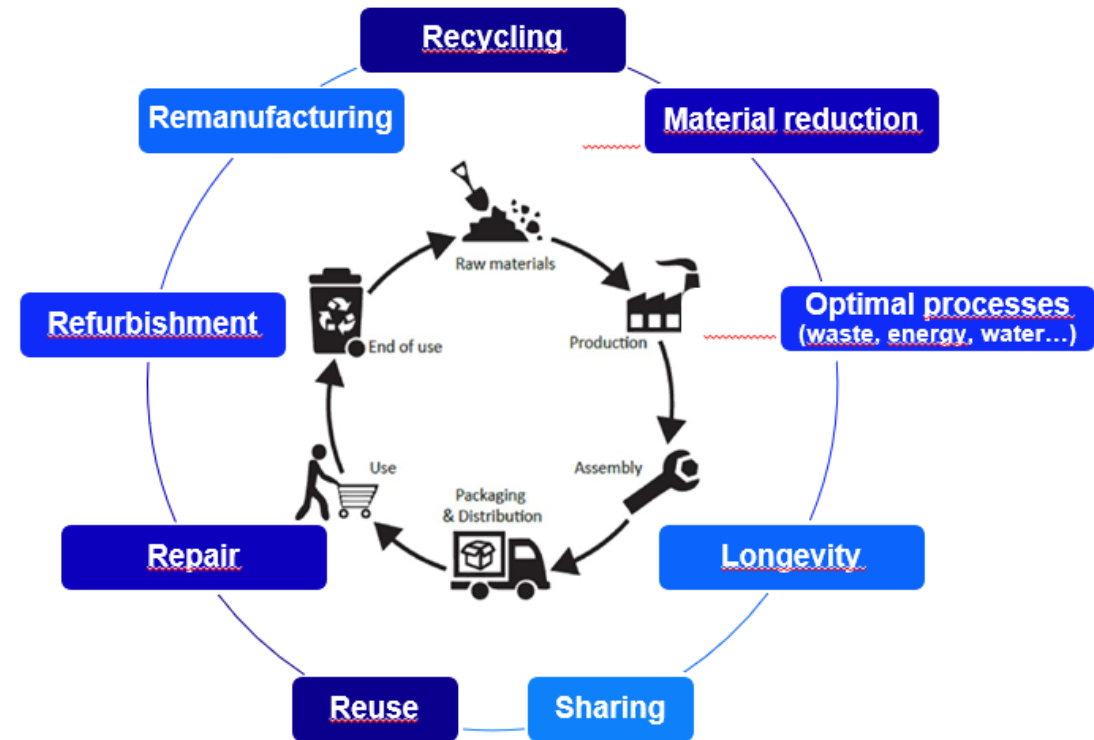 Recycling
Remanufacturing
Material reduction
Raw materials
Refurbishment
Optimal processes
(waste, energy, water...)
End of use
Production
Use
Assembly
Packaging
& Distribution
Repair
Longevity
Reuse
Sharing